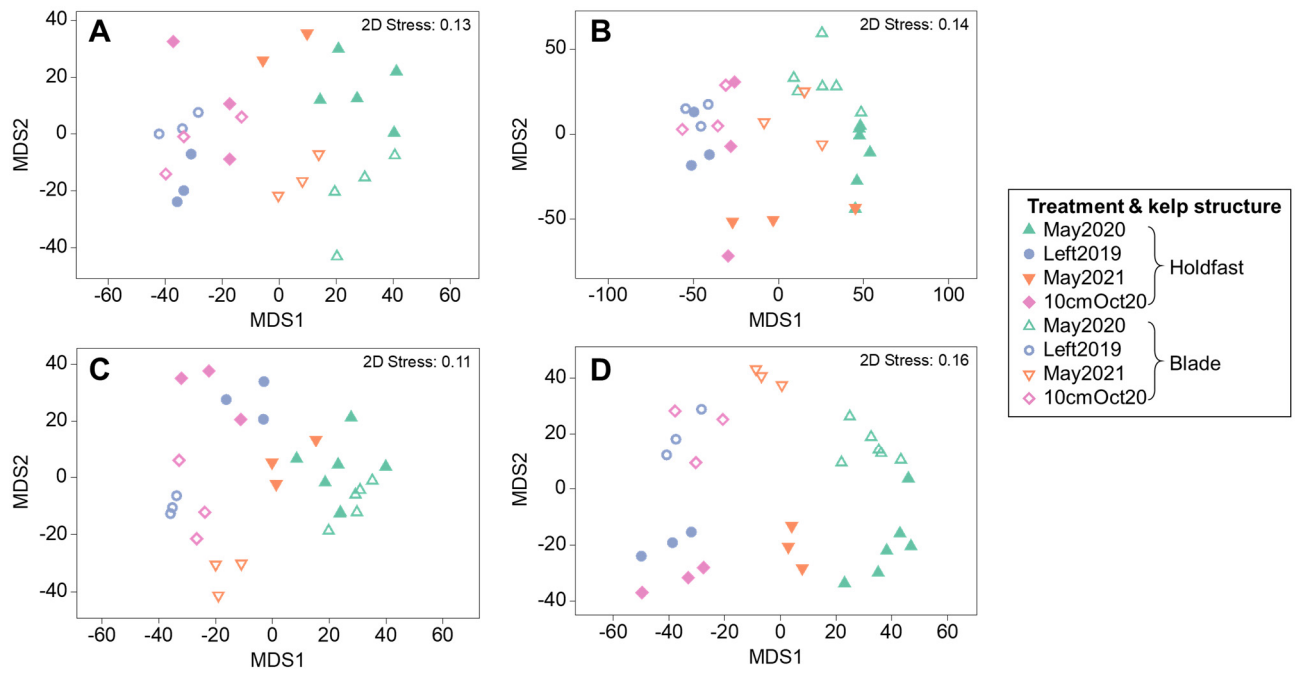 A
2D Stress: 0.13
40
20
0
-20
-40
MDS2
-60
-40
-20
0
20
40
60
MDS1
B
2D Stress: 0.14
50
0
-50
MDS2
-100
-50
0
50
100
MDS1
C
2D Stress: 0.11
40
20
0
-20
-40
MDS2
-60
-40
-20
0
20
40
60
MDS1
D
2D Stress: 0.16
40
20
0
-20
-40
MDS2
-60
-40
-20
0
20
40
60
MDS1
Treatment & kelp structure
May2020
Left2019
May2021
10cmOct20
Holdfast
May2020
Left2019
May2021
10cmOct20
Blade